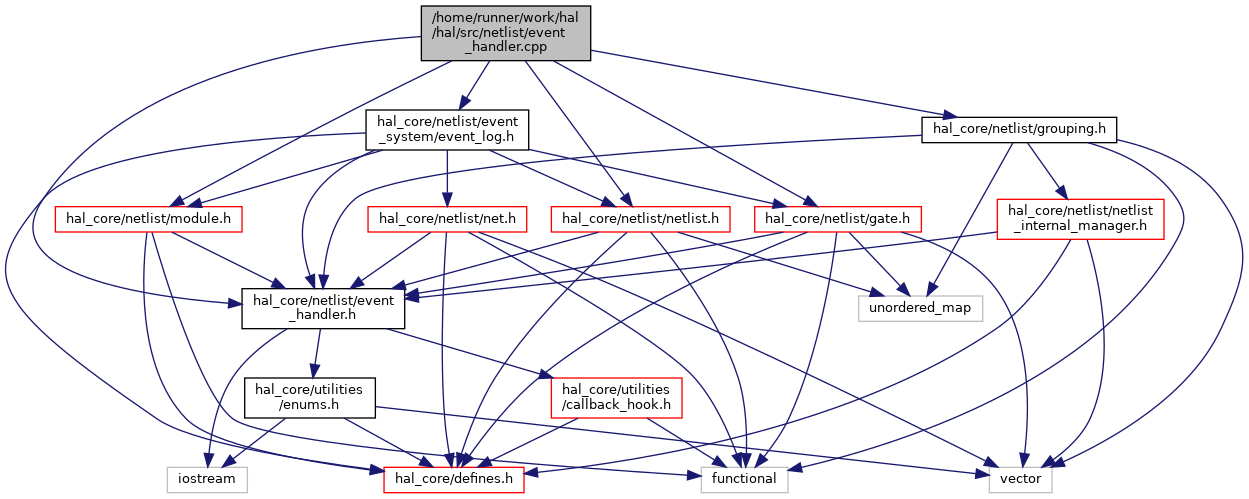 /home/runner/work/hal
/hal/src/netlist/event
_handler.cpp
hal_core/netlist/event
_system/event_log.h
hal_core/netlist/grouping.h
hal_core/netlist/module.h
hal_core/netlist/net.h
hal_core/netlist/netlist.h
hal_core/netlist/gate.h
hal_core/netlist/netlist
_internal_manager.h
hal_core/netlist/event
_handler.h
unordered_map
hal_core/utilities
/enums.h
hal_core/utilities
/callback_hook.h
iostream
hal_core/defines.h
functional
vector